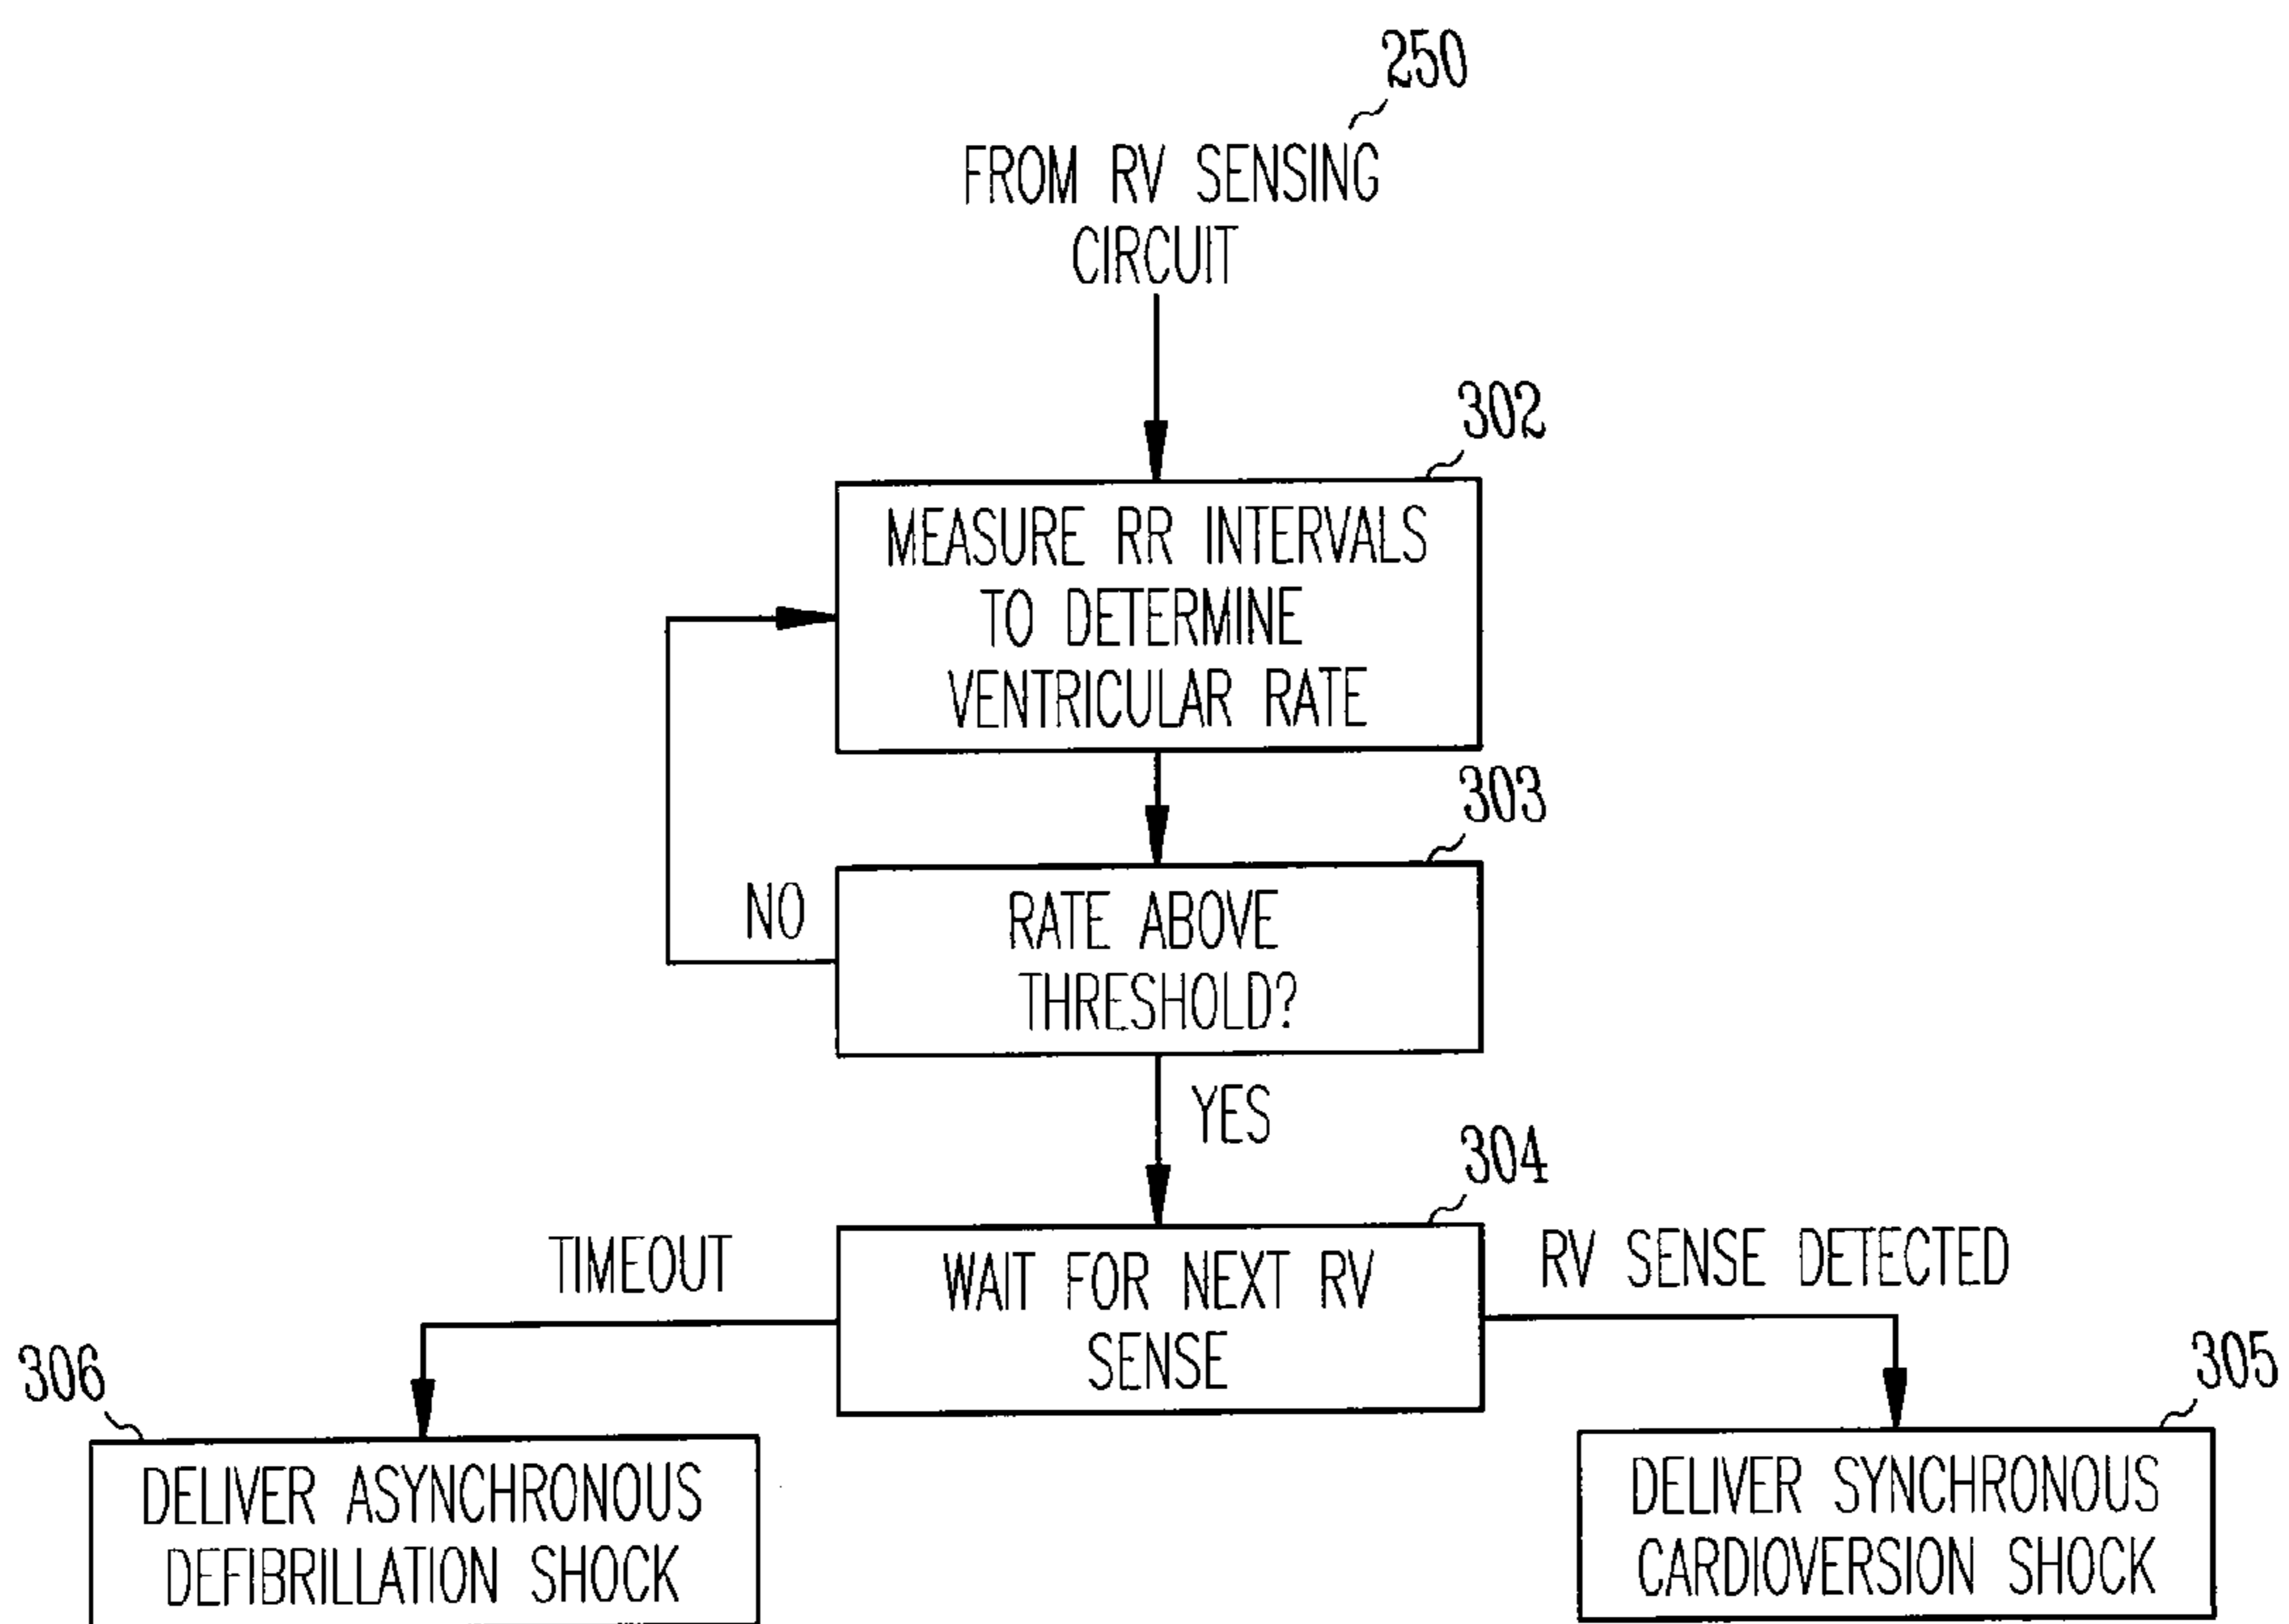 250
FROM RV SENSING
CIRCUIT
302
MEASURE RR INTERVALS
TO DETERMINE
VENTRICULAR RATE
303
RATE ABOVE
THRESHOLD?
NO
YES
304
WAIT FOR NEXT RV
SENSE
TIMEOUT
RV SENSE DETECTED
306
DELIVER ASYNCHRONOUS
DEFIBRILLATION SHOCK
305
DELIVER SYNCHRONOUS
CARDIOVERSION SHOCK